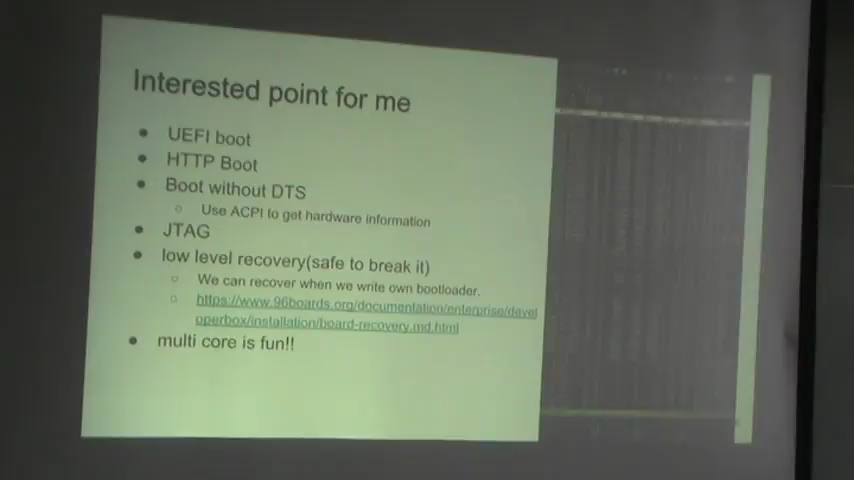 Interested point for me
● UEFI boot
● HTTP Boot
● Boot without DTS
○ Use ACPI to get hardware information
● JTAG
● low level recovery(safe to break it)
○ We can recover when we write own bootloader.
○ https://www.96boards.org/documentation/enterprise/devel
operbox/installation/board-recovery.md.html
● multi core is fun!!